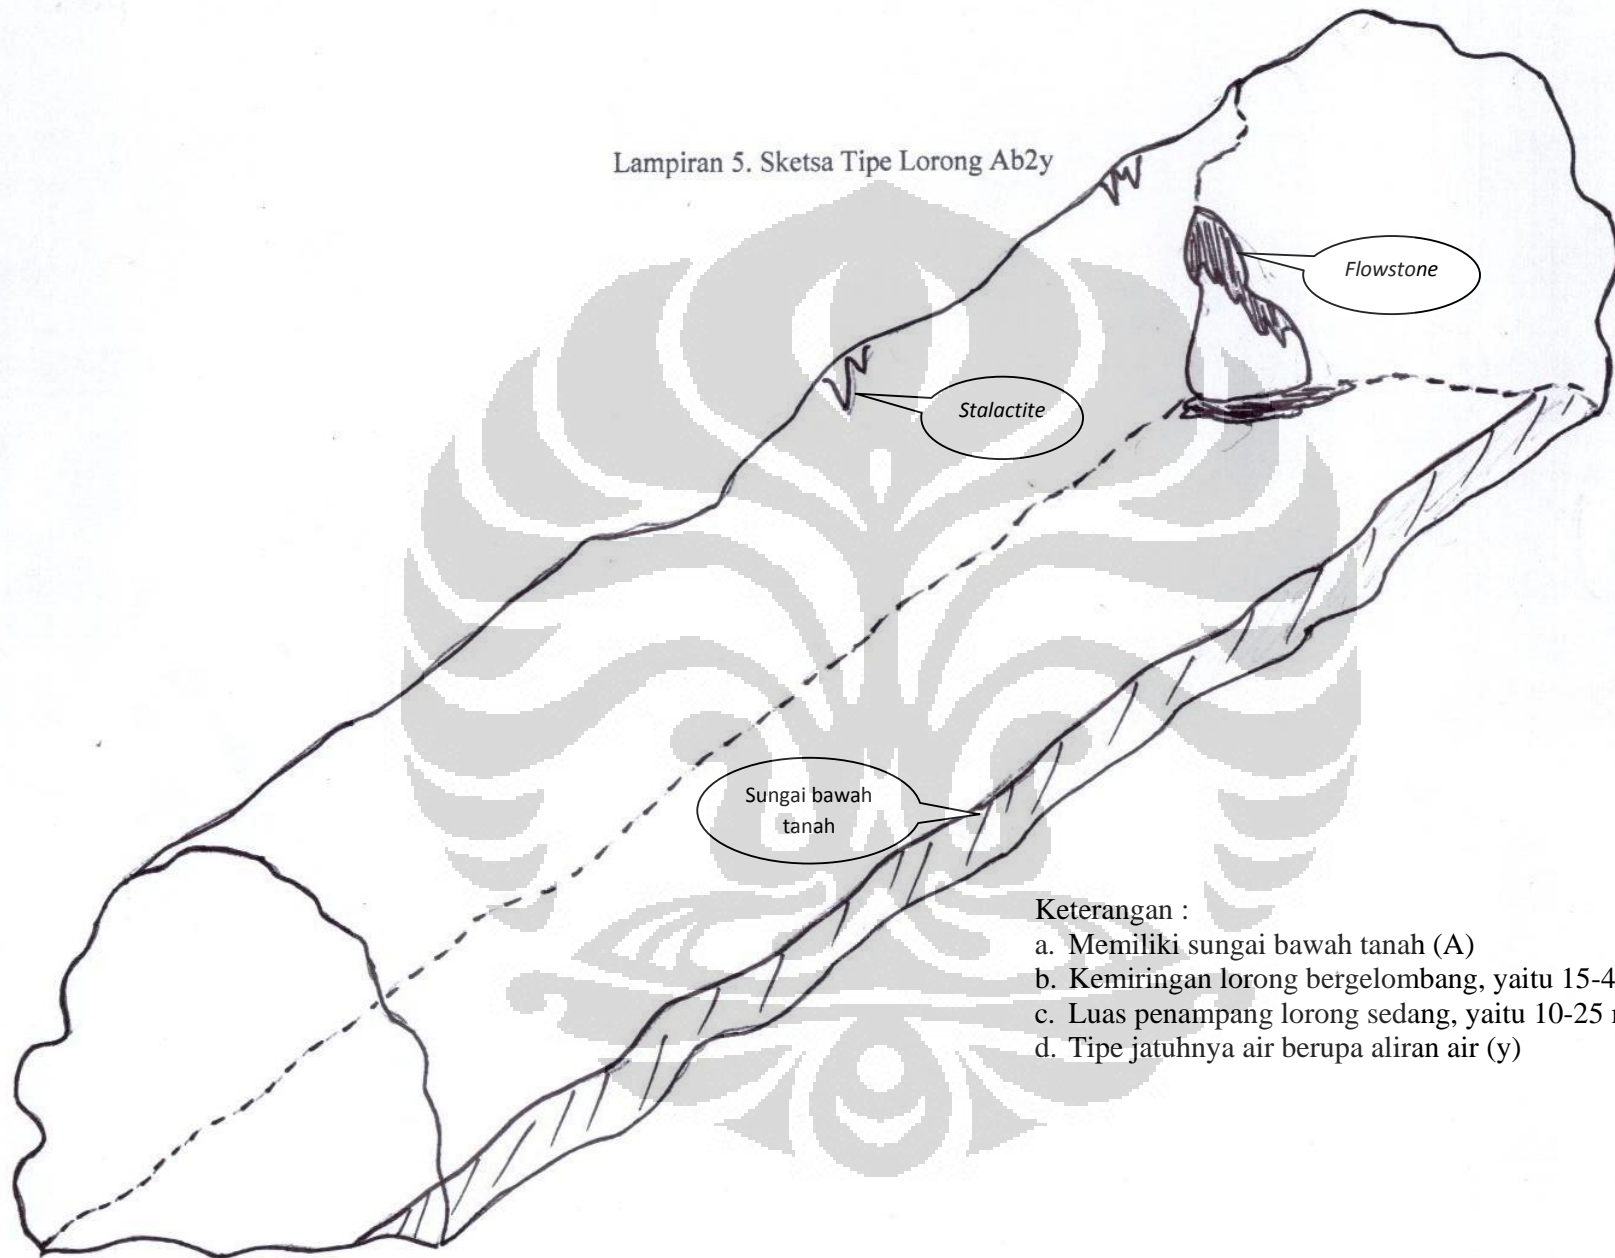 Lampiran 5. Sketsa Tipe Lorong Ab2y
Flowstone
Stalactite
Sungai bawah
tanah
Keterangan :
a. Memiliki sungai bawah tanah (A)
b. Kemiringan lorong bergelombang, yaitu 15-4
c. Luas penampang lorong sedang, yaitu 10-25
d. Tipe jatuhnya air berupa aliran air (y)